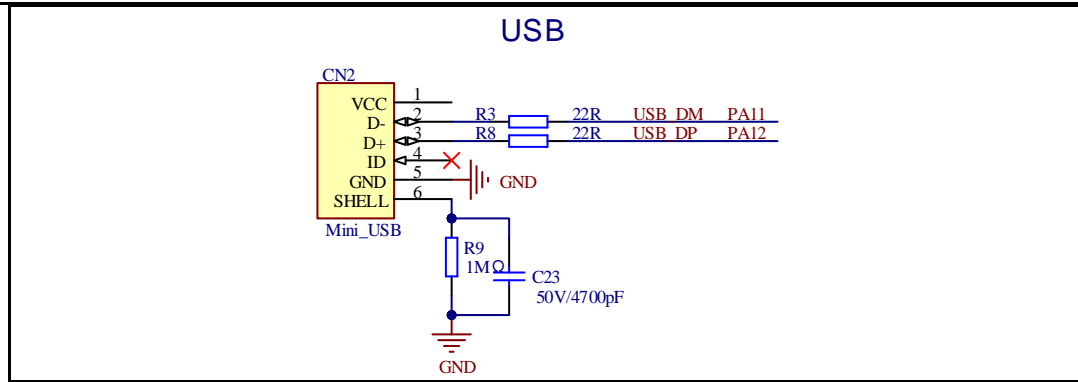 USB
CN2
VCC 1
D- 2 R3 22R USB_DM PA11
D+ 3 R8 22R USB_DP PA12
ID 4
GND 5 GND
SHELL 6
Mini_USB
R9
1MΩ C23
50V/4700pF
GND